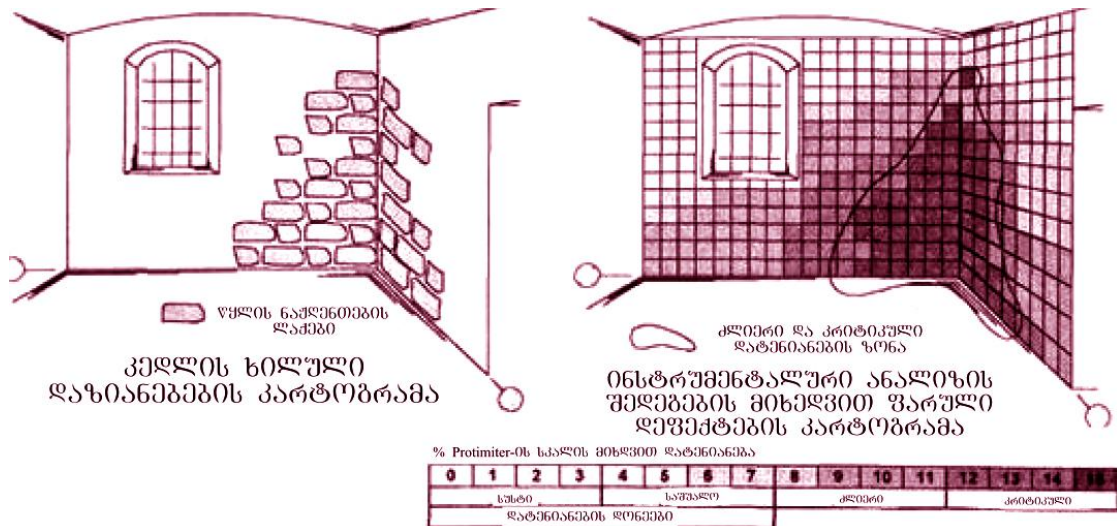 წყლის ნაჟღენთების
ლაქები
კედლის ხილული
დაზიანებების კარტოგრამა
ძლიერი და კრიტიკული
დატენიანების ზონა
ინსტრუმენტალური ანალიზის
შედეგების მიხედვით ფარული
დეფექტების კარტოგრამა
% Protimiter-ის სკალის მიხდვით დატენიანება
0 1 2 3 4 5 6 7 8 9 10 11 12 13 14 15
სუსტი საშუალო ძლიერი კრიტიკული
დატენიანების დონეები